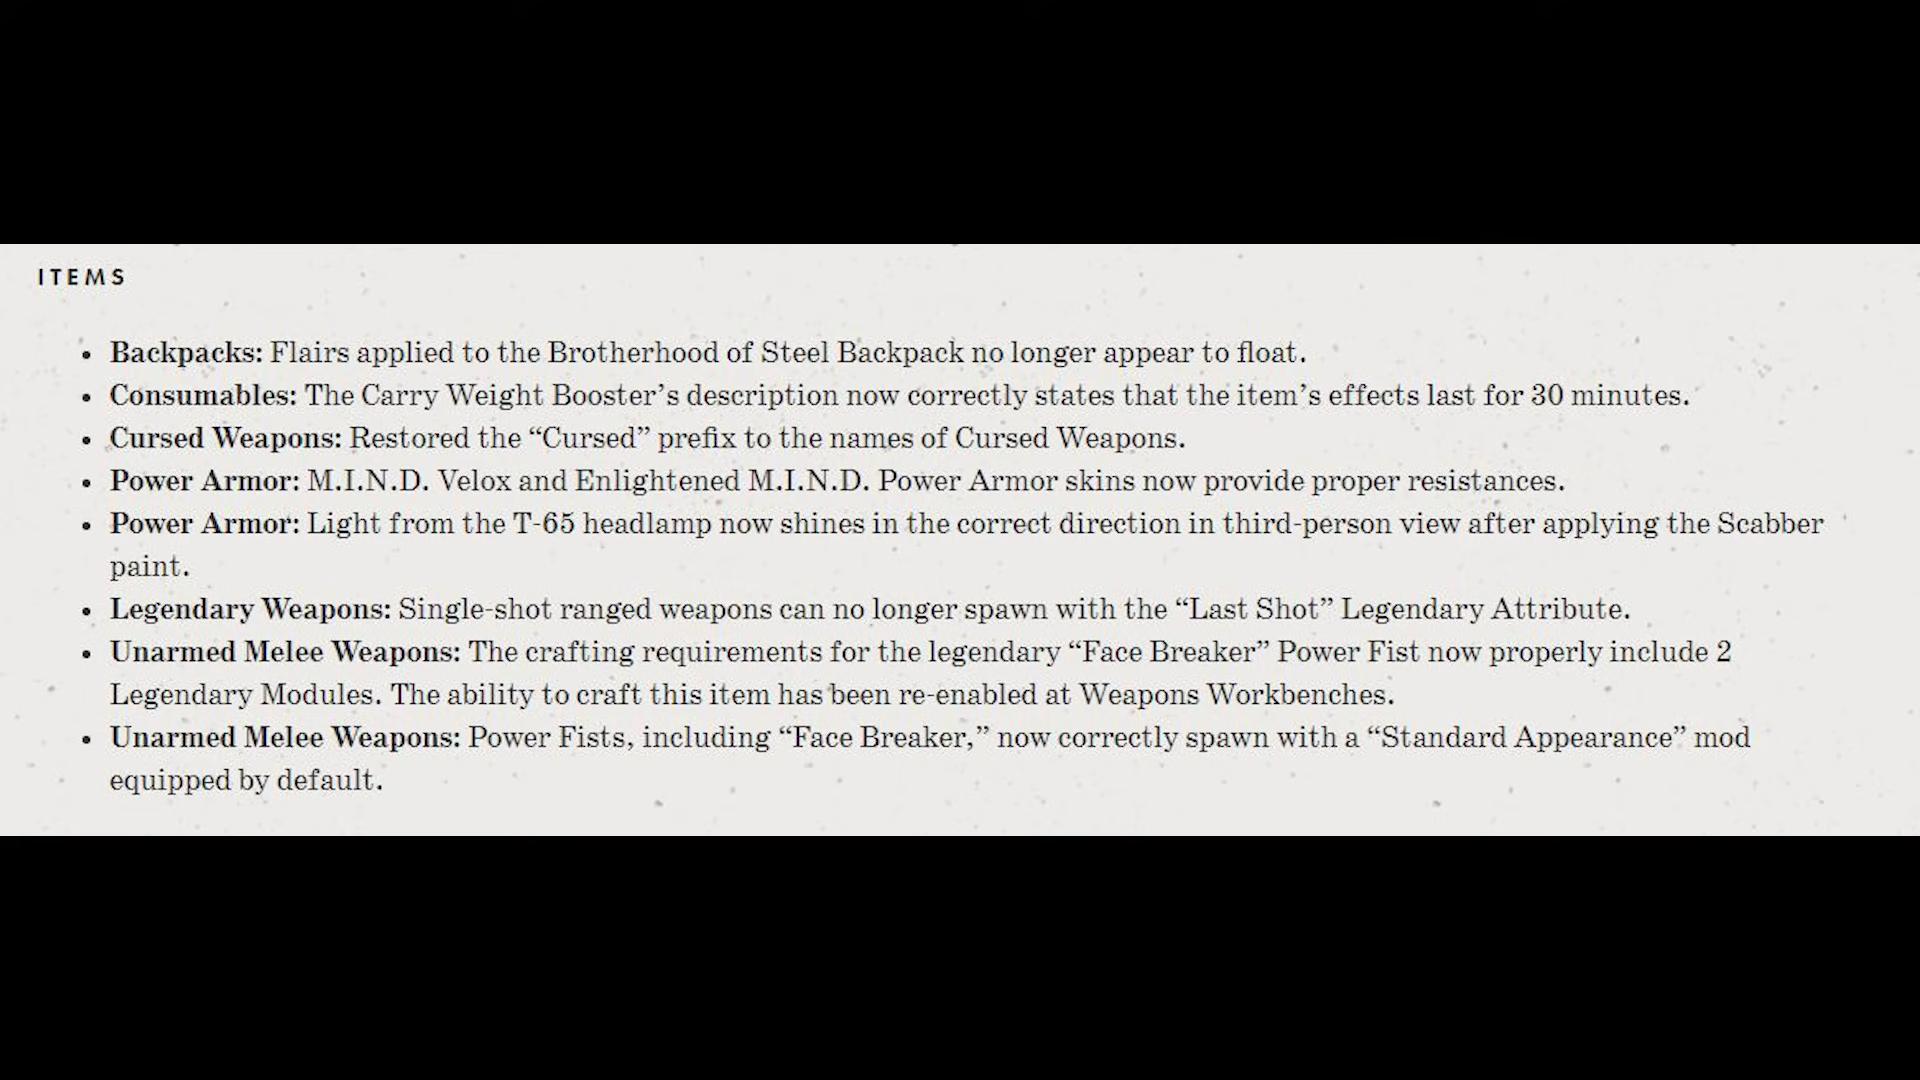 ITEMS
• Backpacks: Flairs applied to the Brotherhood of Steel Backpack no longer appear to float.
• Consumables: The Carry Weight Booster’s description now correctly states that the item’s effects last for 30 minutes.
• Cursed Weapons: Restored the “Cursed” prefix to the names of Cursed Weapons.
• Power Armor: M.I.N.D. Velox and Enlightened M.I.N.D. Power Armor skins now provide proper resistances.
• Power Armor: Light from the T-65 headlamp now shines in the correct direction in third-person view after applying the Scabber
paint.
• Legendary Weapons: Single-shot ranged weapons can no longer spawn with the “Last Shot” Legendary Attribute.
• Unarmed Melee Weapons: The crafting requirements for the legendary “Face Breaker” Power Fist now properly include 2
Legendary Modules. The ability to craft this item has been re-enabled at Weapons Workbenches.
• Unarmed Melee Weapons: Power Fists, including “Face Breaker,” now correctly spawn with a “Standard Appearance” mod
equipped by default.